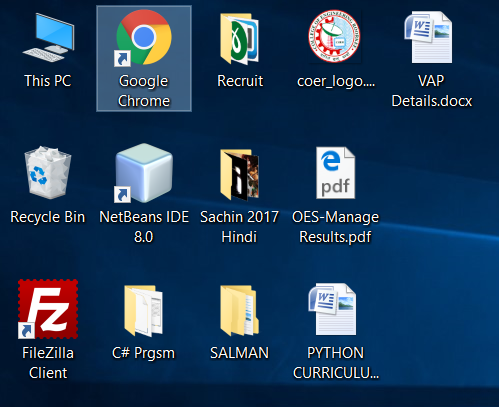 This PC
Google
Chrome
Recruit
coer_logo....
VAP
Details.docx
Recycle Bin
NetBeans IDE
8.0
Sachin 2017
Hindi
pdf
OES-Manage
Results.pdf
Fz
FileZilla
Client
C# Prgsm
SALMAN
PYTHON
CURRICULU...